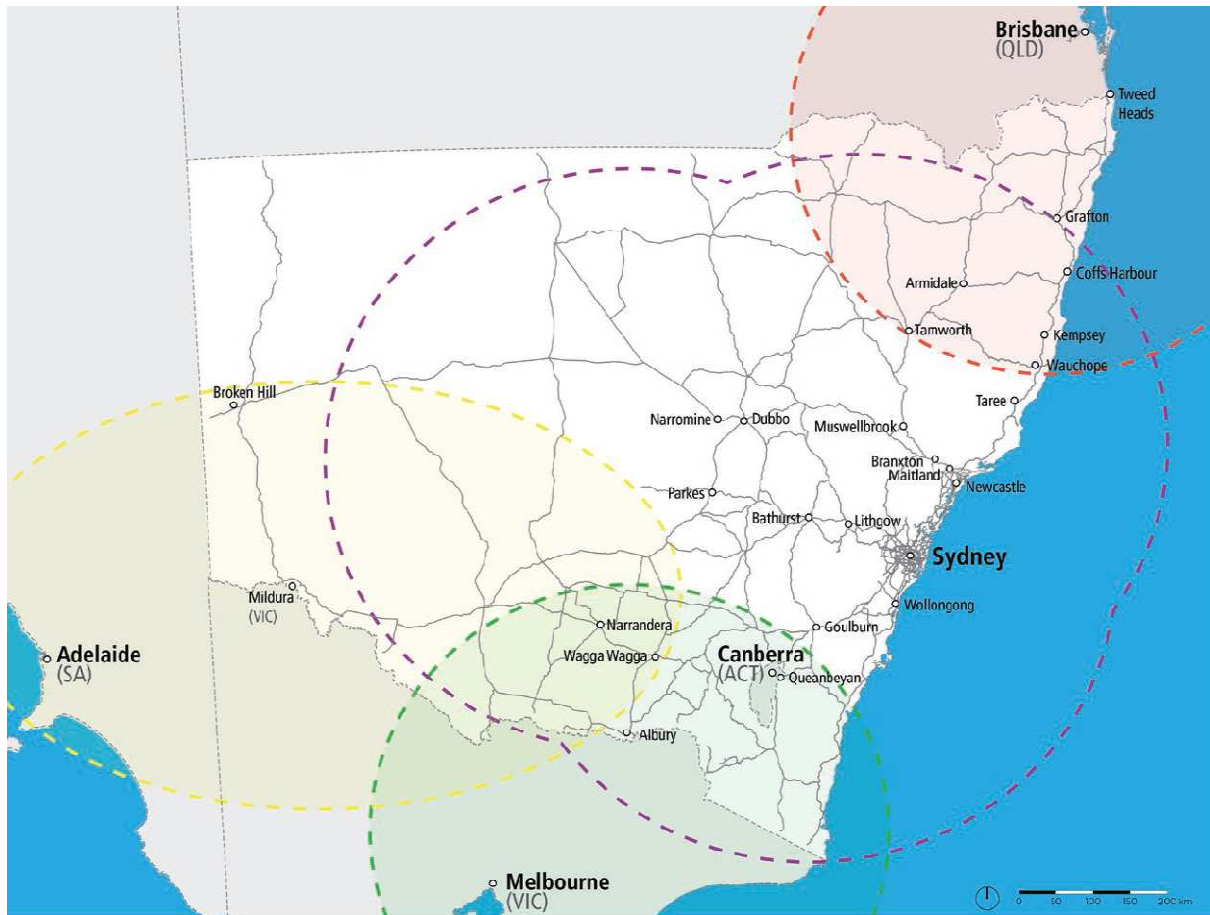 Brisbane
(QLD)
Tweed
Heads
Grafton
Coffs Harbour
Armidale
Tamworth
Kempsey
Wauchope
Broken Hill
Taree
Narromine
Dubbo
Muswellbrook
Branxton
Maitland
Newcastle
Parkes
Bathurst
Lithgow
Sydney
Mildura
(VIC)
Wollongong
Narrandera
Goulburn
Adelaide
(SA)
Wagga Wagga
Canberra
(ACT)
Queanbeyan
Albury
Melbourne
(VIC)
0 50 100 150 200 km